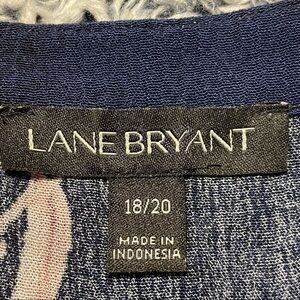 LANE BRYANT
18/20
MADE IN
INDONESIA